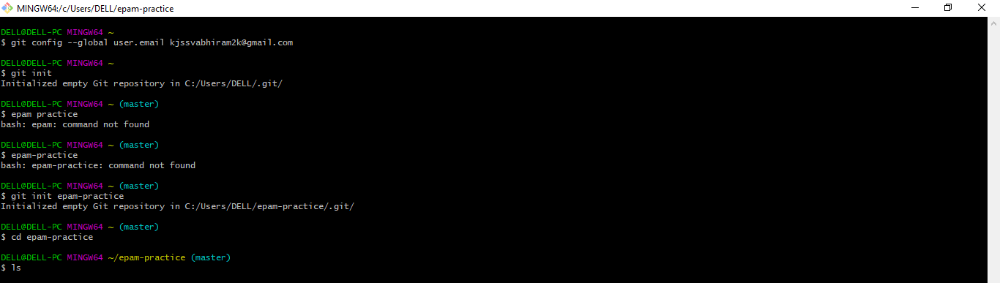 MINGW64:/c/Users/DELL/epam-practice
DELL@DELL-PC MINGW64 ~
$ git config --global user.email kjssvabhiram2k@gmail.com
DELL@DELL-PC MINGW64 ~
$ git init
Initialized empty Git repository in C:/Users/DELL/.git/
DELL@DELL-PC MINGW64 ~ (master)
$ epam practice
bash: epam: command not found
DELL@DELL-PC MINGW64 ~ (master)
$ epam-practice
bash: epam-practice: command not found
DELL@DELL-PC MINGW64 ~ (master)
$ git init epam-practice
Initialized empty Git repository in C:/Users/DELL/epam-practice/.git/
DELL@DELL-PC MINGW64 ~ (master)
$ cd epam-practice
DELL@DELL-PC MINGW64 ~/epam-practice (master)
$ ls